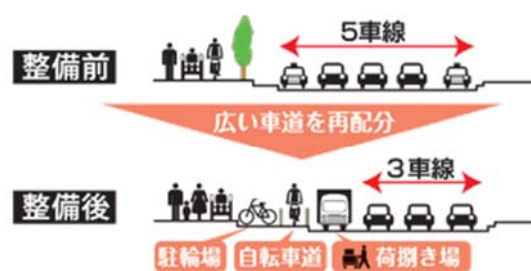 5車線
整備前
広い車道を再配分
3車線
整備後
駐輪場
自転車道
荷捌き場